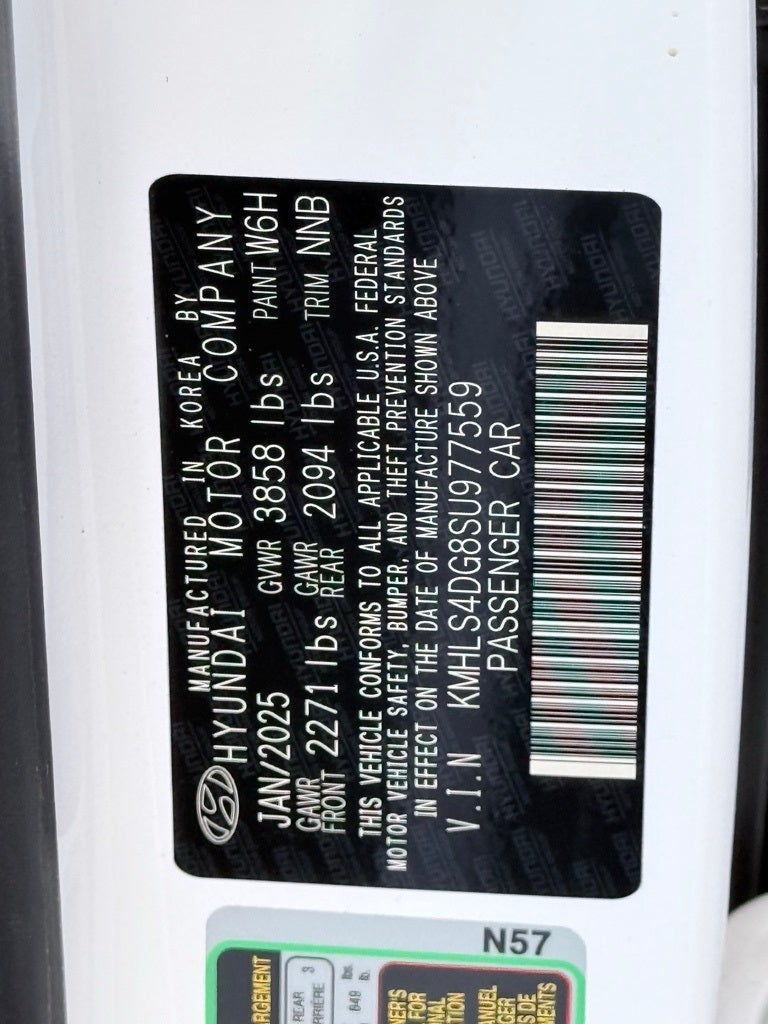 MANUFACTURED IN KOREA BY
HYUNDAI MOTOR COMPANY
JAN/2025 GVWR 3858 lbs PAINT W6H
GAWR FRONT 2271 lbs GAWR REAR 2094 lbs TRIM NNB
THIS VEHICLE CONFORMS TO ALL APPLICABLE U.S.A. FEDERAL
MOTOR VEHICLE SAFETY, BUMPER, AND THEFT PREVENTION STANDARDS
IN EFFECT ON THE DATE OF MANUFACTURE SHOWN ABOVE
V.I.N KMHLS4DG8SU977559
PASSENGER CAR
N57
REAR 3